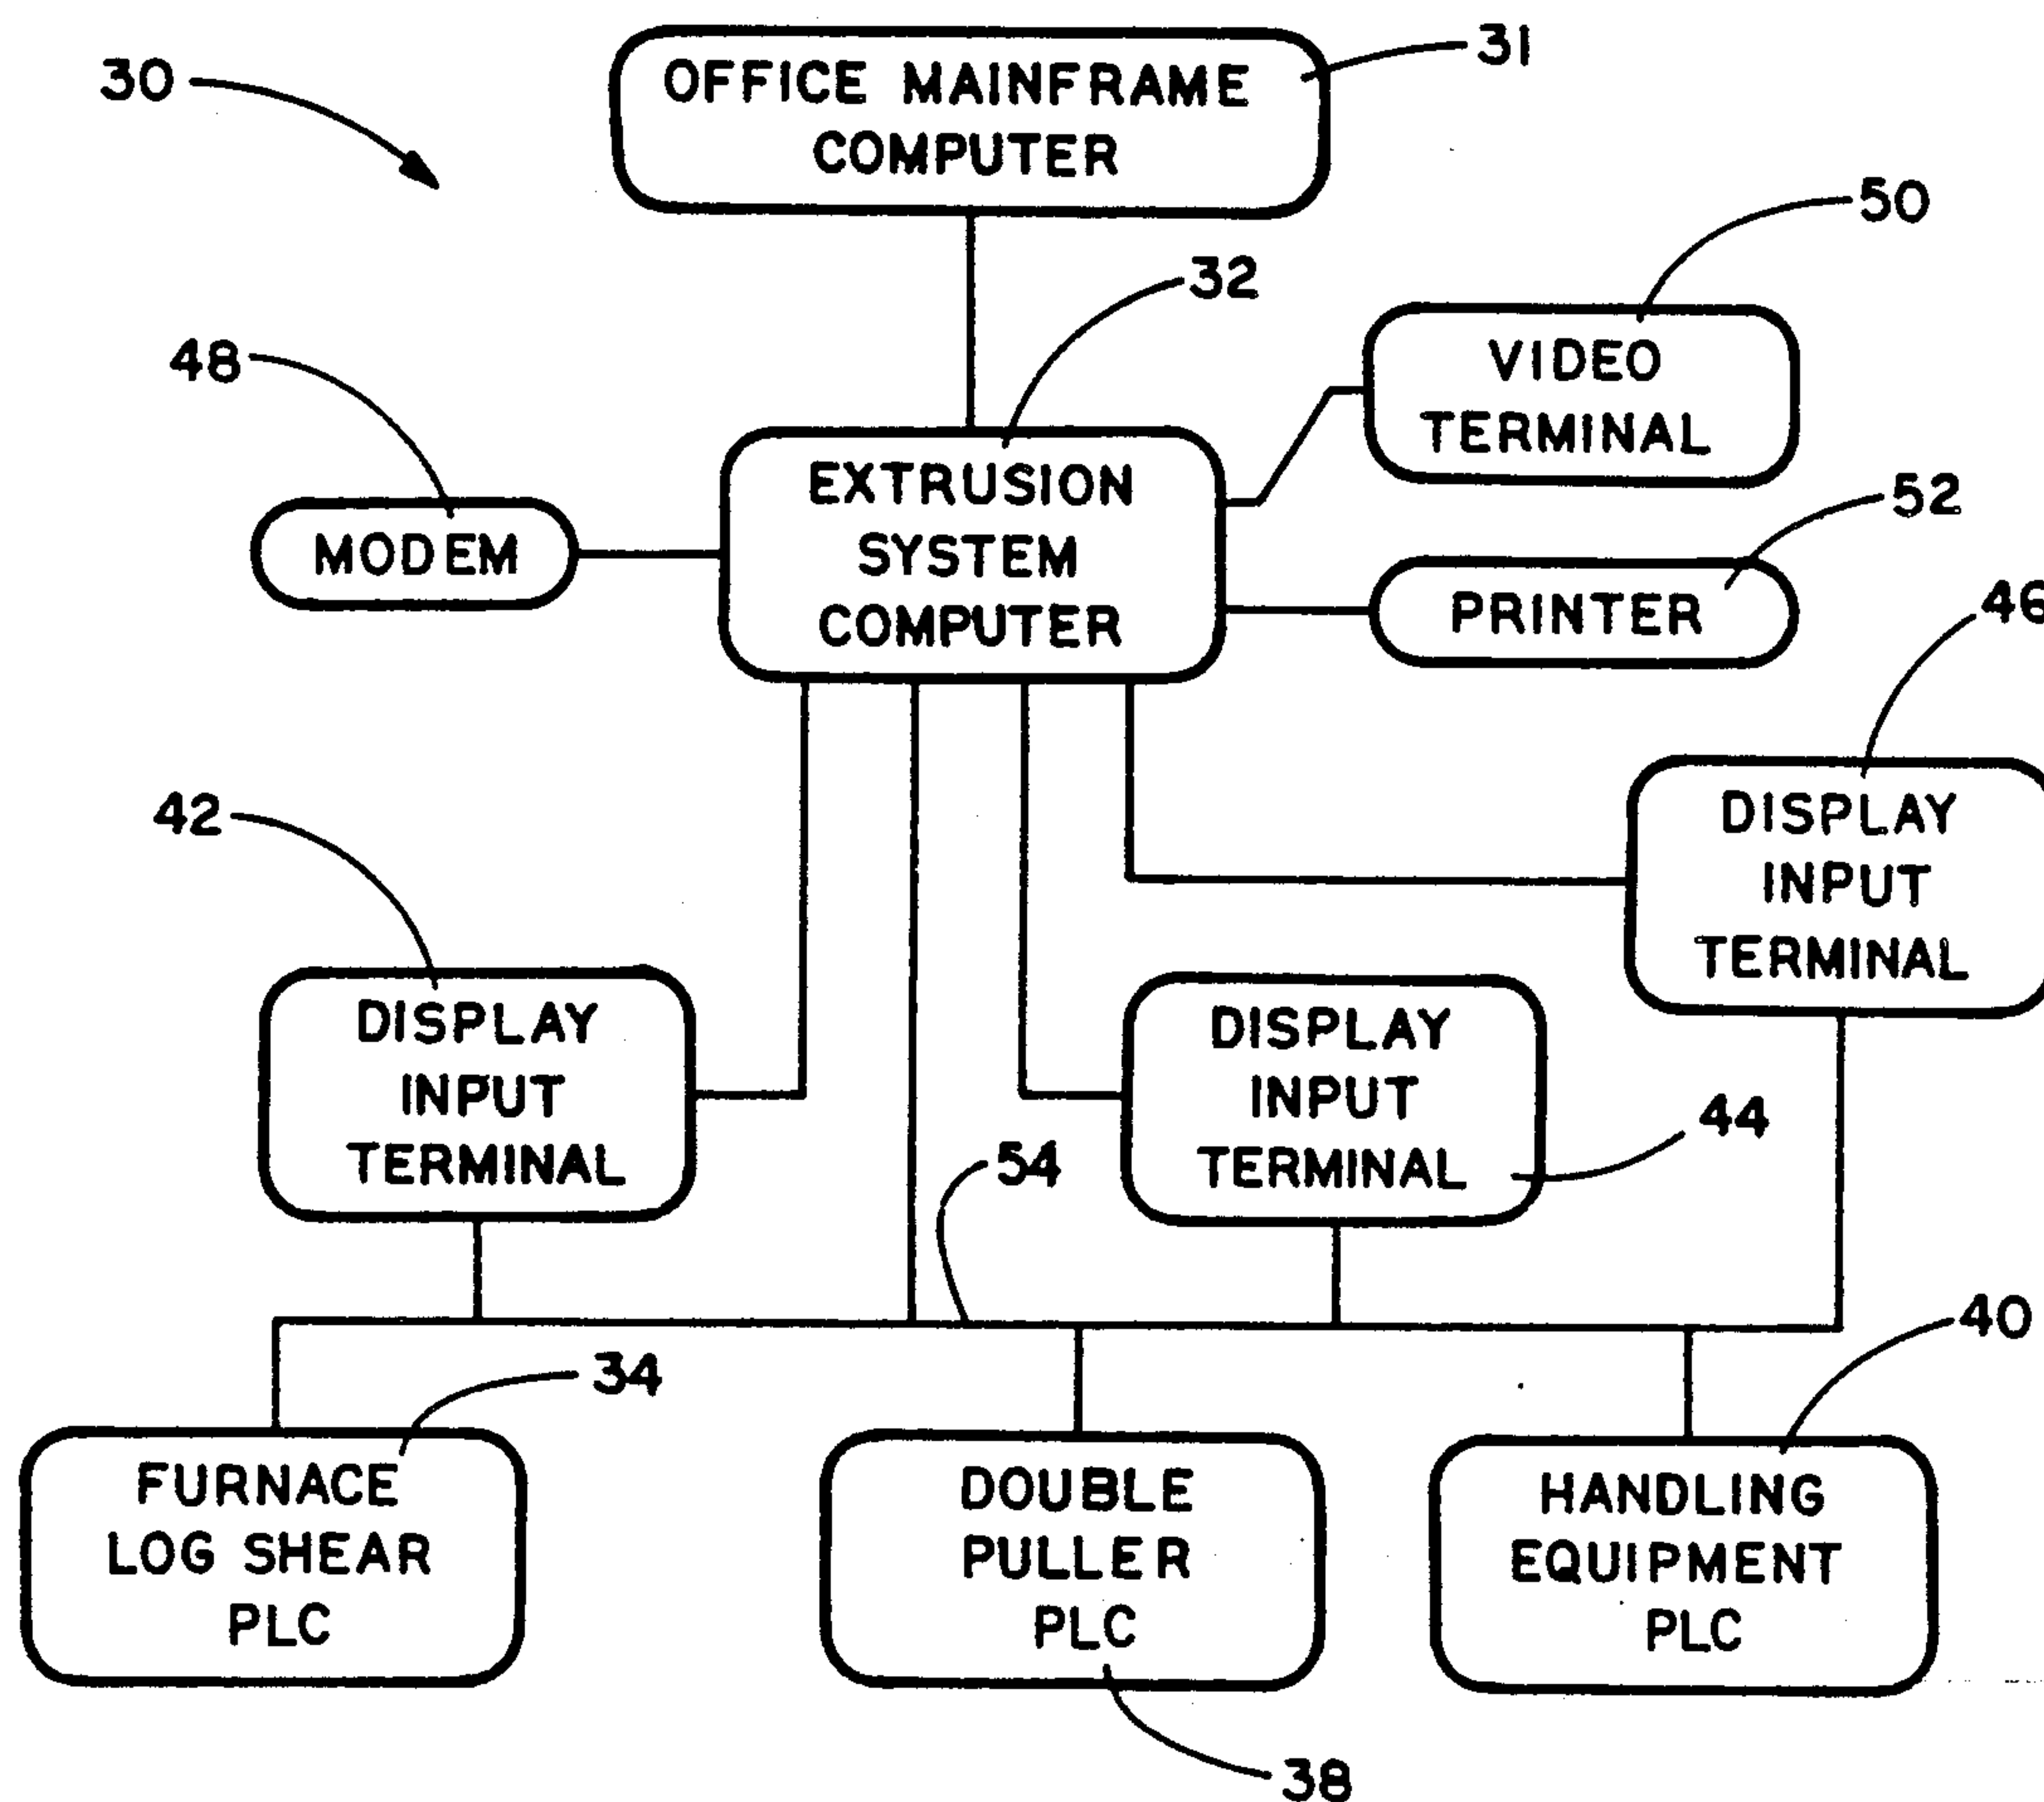 30
31
OFFICE MAINFRAME
COMPUTER
50
32
48
VIDEO
TERMINAL
EXTRUSION
SYSTEM
COMPUTER
52
MODEM
PRINTER
46
42
DISPLAY
INPUT
TERMINAL
DISPLAY
INPUT
TERMINAL
DISPLAY
INPUT
TERMINAL
44
54
40
34
FURNACE
LOG SHEAR
PLC
DOUBLE
PULLER
PLC
HANDLING
EQUIPMENT
PLC
38